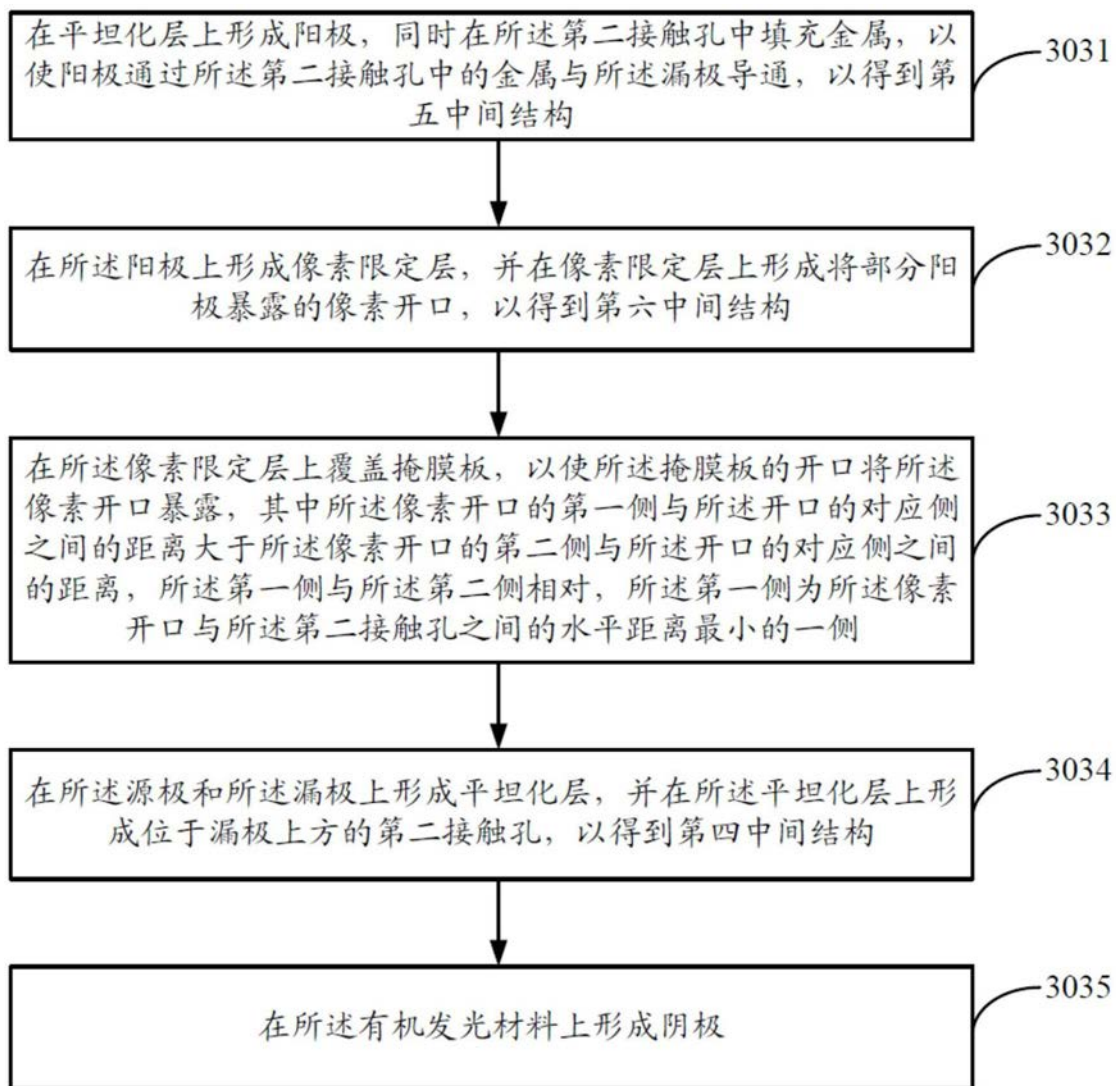 在平坦化层上形成阳极，同时在所述第二接触孔中填充金属，以
使阳极通过所述第二接触孔中的金属与所述漏极导通，以得到第
五中间结构
3031
在所述阳极上形成像素限定层，并在像素限定层上形成将部分阳
极暴露的像素开口，以得到第六中间结构
3032
在所述像素限定层上覆盖掩膜板，以使所述掩膜板的开口将所述
像素开口暴露，其中所述像素开口的第一侧与所述开口的对应侧
之间的距离大于所述像素开口的第二侧与所述开口的对应侧之间
的距离，所述第一侧与所述第二侧相对，所述第一侧为所述像素
开口与所述第二接触孔之间的水平距离最小的一侧
3033
在所述源极和所述漏极上形成平坦化层，并在所述平坦化层上形
成位于漏极上方的第二接触孔，以得到第四中间结构
3034
在所述有机发光材料上形成阴极
3035